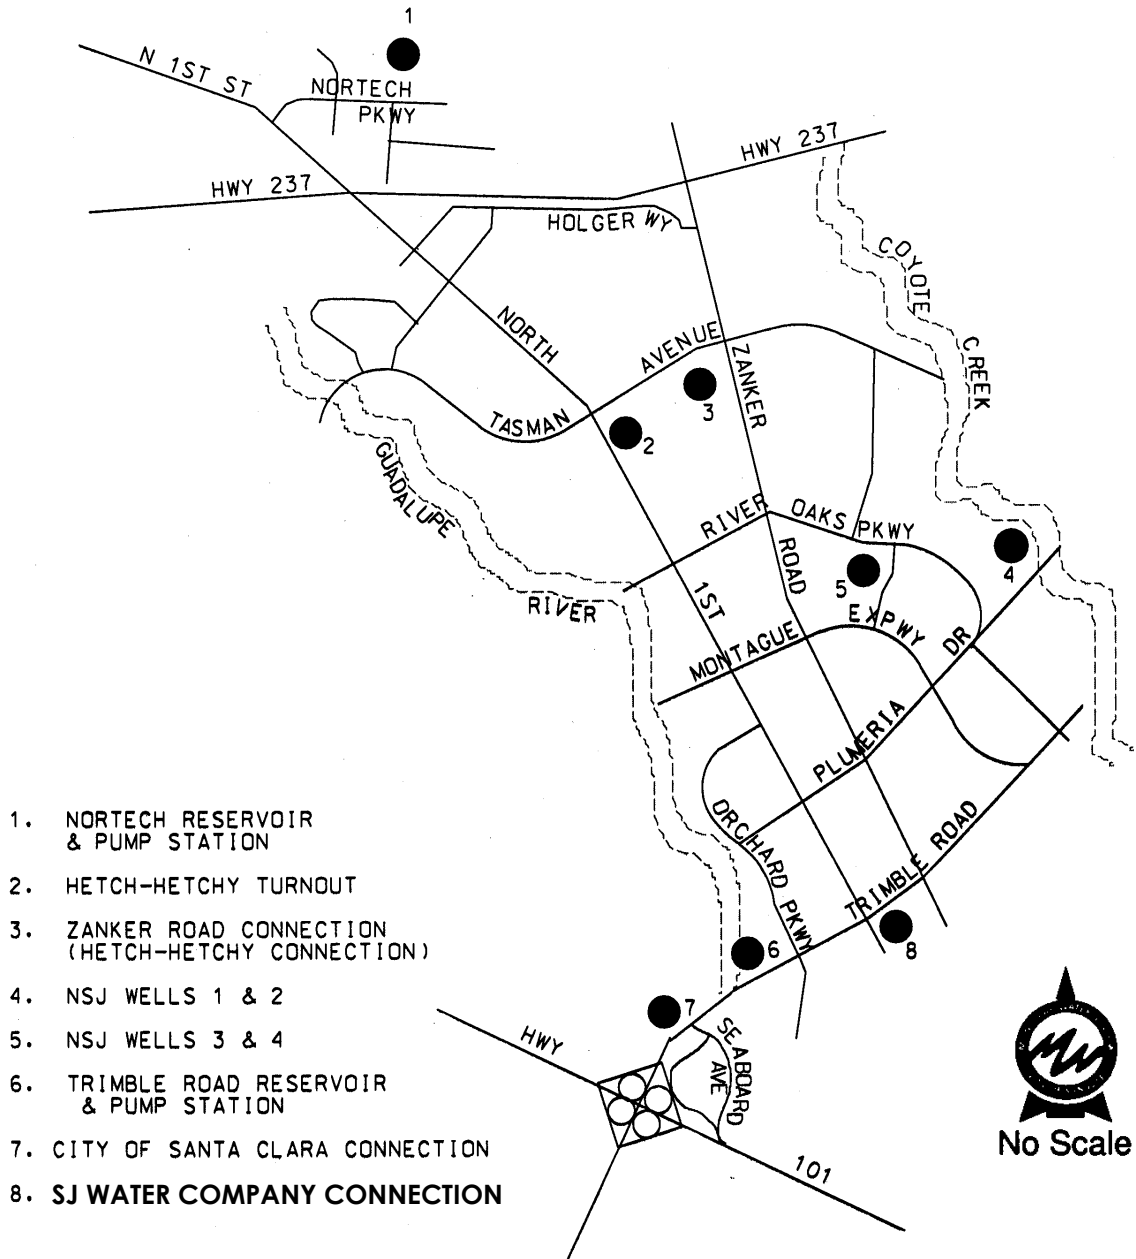 1
N 1ST ST
NORTECH
PKWY
HWY 237
HWY 237
HOLGER WY
COYOTE
CREEK
NORTH
AVENUE
ZANKER
3
TASMAN
2
GUADALUPE
RIVER
OAKS PKWY
ROAD
5
4
RIVER
1ST
EXPWY
MONTAGUE
DR
PLUMERIA
ORCHARD PKWY
TRIMBLE ROAD
6
8
7
HWY
SEABOARD
AVE
101
1. NORTECH RESERVOIR
& PUMP STATION
2. HETCH-HETCHY TURNOUT
3. ZANKER ROAD CONNECTION
(HETCH-HETCHY CONNECTION)
4. NSJ WELLS 1 & 2
5. NSJ WELLS 3 & 4
6. TRIMBLE ROAD RESERVOIR
& PUMP STATION
7. CITY OF SANTA CLARA CONNECTION
8. SJ WATER COMPANY CONNECTION
No Scale